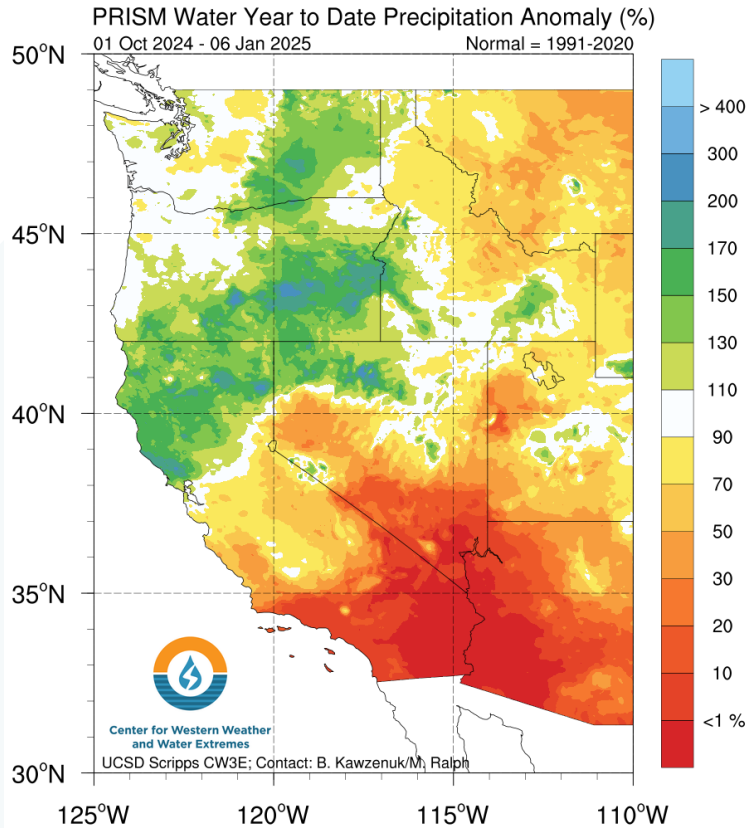 PRISM Water Year to Date Precipitation Anomaly (%)
01 Oct 2024 - 06 Jan 2025 Normal = 1991-2020
50°N
> 400
300
200
45°N
170
150
130
110
40°N
90
70
50
35°N
30
20
10
<1 %
Center for Western Weather
and Water Extremes
UCSD Scripps CW3E; Contact: B. Kawzenuk/M. Ralph
30°N
125°W 120°W 115°W 110°W